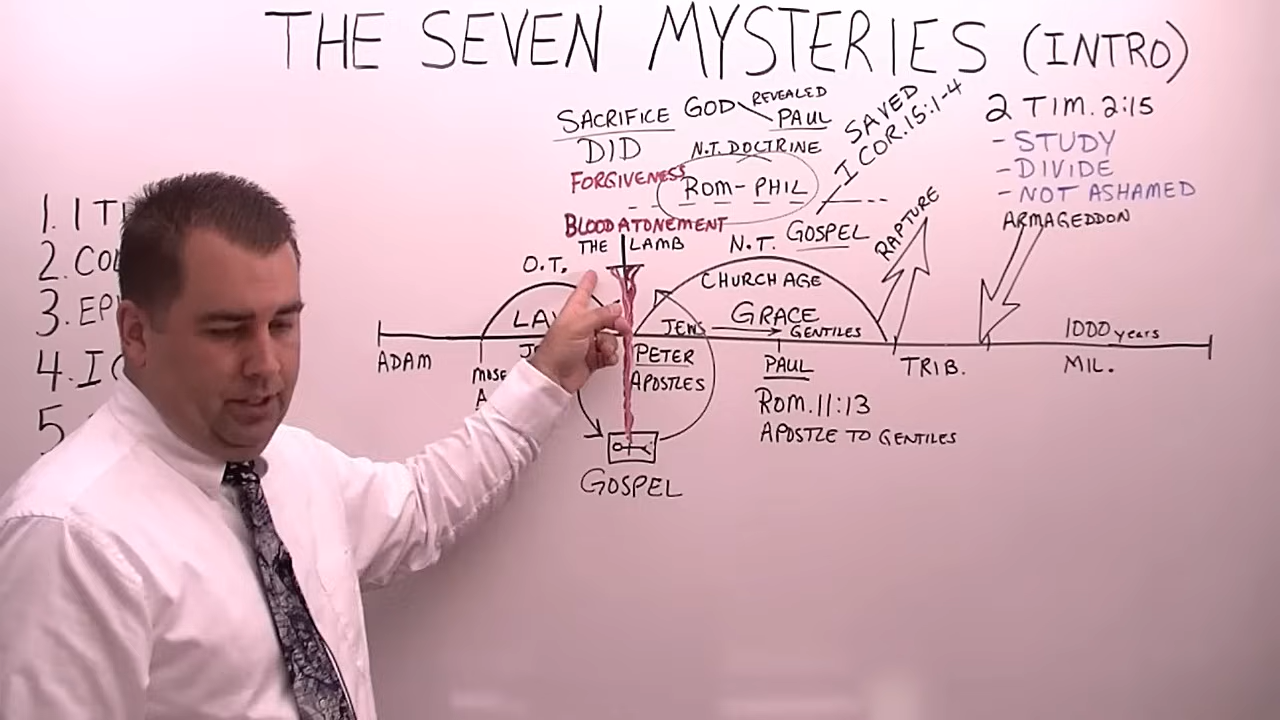 THE SEVEN MYSTERIES (INTRO)
SACRIFICE
DID
FORGIVENESS
BLOOD ATONEMENT
THE LAMB
GOD REVEALED
PAUL
N.T. DOCTRINE
ROM-PHIL
SAVED
I COR. 15:1-4
N.T. GOSPEL
2 TIM. 2:15
- STUDY
- DIVIDE
- NOT ASHAMED
ARMAGEDDON
RAPTURE
1. 1
2.
3. EP
4. I
5.
O.T.
CHURCH AGE
GRACE
JEWS
GENTILES
1000 years
ADAM
PETER
APOSTLES
PAUL
ROM. 11:13
APOSTLE TO GENTILES
TRIB.
MIL.
GOSPEL